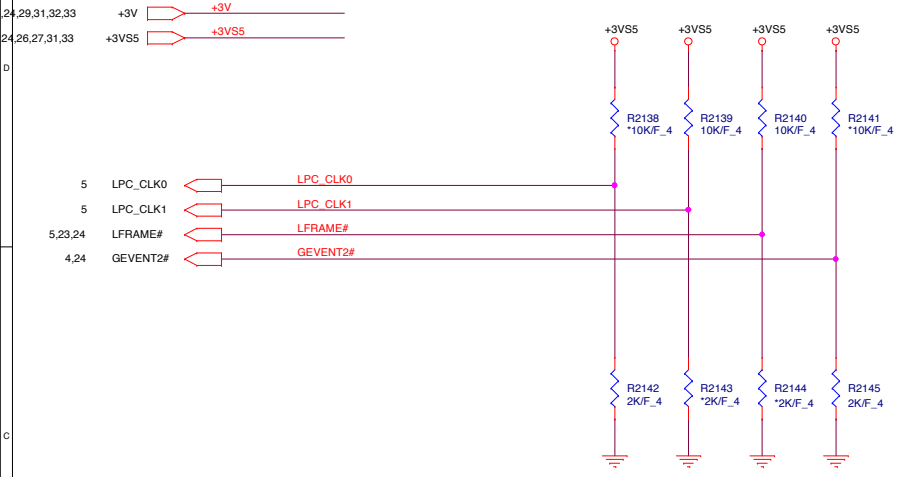 ,24,29,31,32,33 +3V +3V
24,26,27,31,33 +3VS5 +3VS5
+3VS5 +3VS5 +3VS5 +3VS5
D
R2138 R2139 R2140 R2141
*10K/F_4 10K/F_4 10K/F_4 *10K/F_4
5 LPC_CLK0 LPC_CLK0
5 LPC_CLK1 LPC_CLK1
5,23,24 LFRAME# LFRAME#
4,24 GEVENT2# GEVENT2#
R2142 R2143 R2144 R2145
2K/F_4 *2K/F_4 *2K/F_4 2K/F_4
C